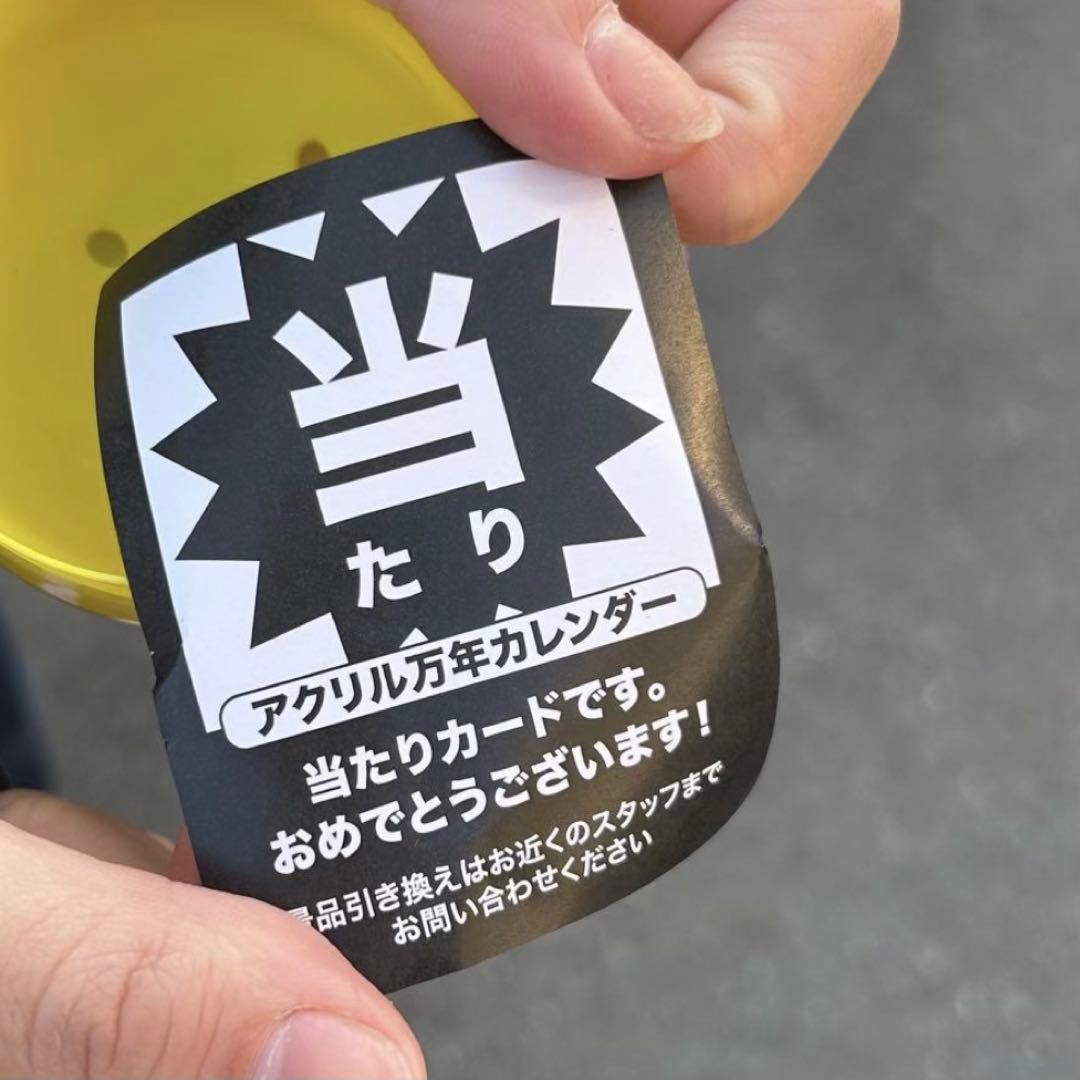 当
たり
アクリル万年カレンダー
当たりカードです。
おめでとうございます!
景品引き換えはお近くのスタッフまで
お問い合わせください